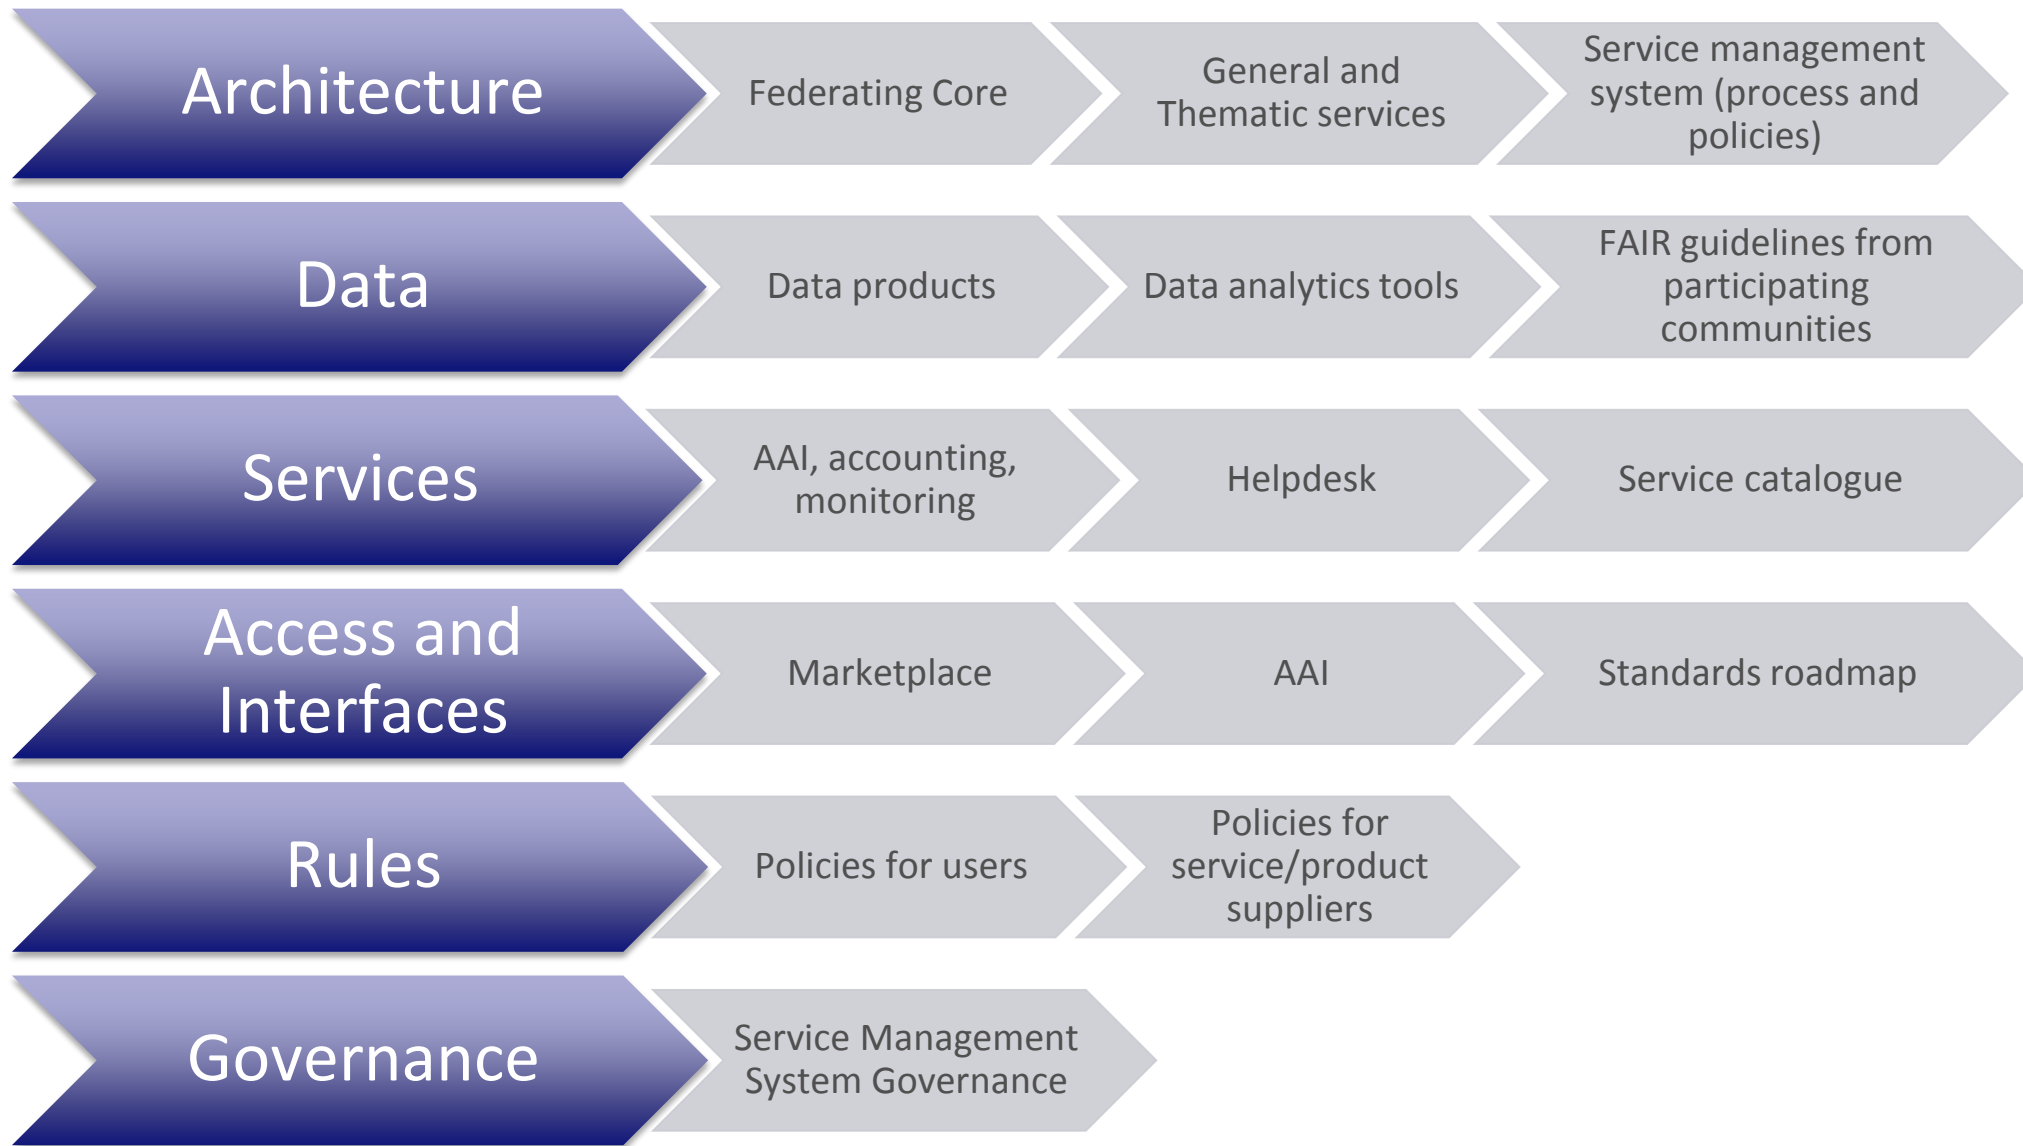 Architecture
Federating Core
General and
Thematic services
Service management
system (process and
policies)
Data
Data products
Data analytics tools
FAIR guidelines from
participating
communities
Services
AAI, accounting,
monitoring
Helpdesk
Service catalogue
Access and
Interfaces
Marketplace
AAI
Standards roadmap
Rules
Policies for users
Policies for
service/product
suppliers
Governance
Service Management
System Governance